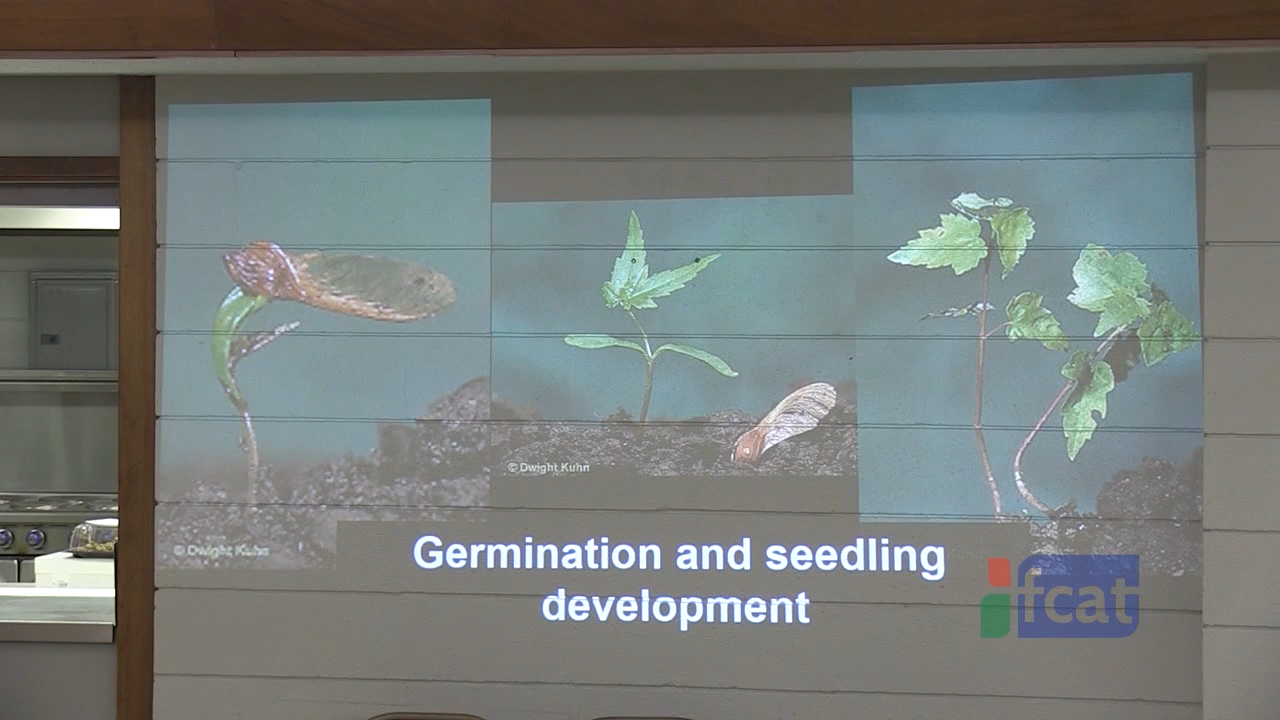 © Dwight Kuhn
© Dwight Kuhn
Germination and seedling
development
fcat